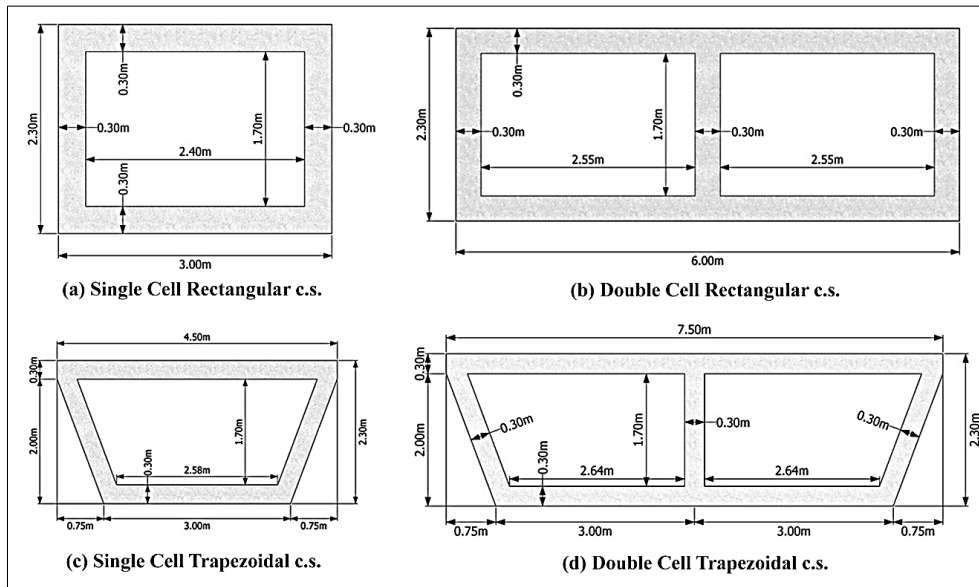 0.30m
2.30m
0.30m
0.30m
1.70m
2.40m
0.30m
3.00m
(a) Single Cell Rectangular c.s.
0.30m
2.30m
0.30m
1.70m
0.30m
0.30m
2.55m
2.55m
6.00m
(b) Double Cell Rectangular c.s.
4.50m
0.30m
2.00m
1.70m
2.30m
0.30m
2.58m
0.75m
3.00m
0.75m
(c) Single Cell Trapezoidal c.s.
7.50m
0.30m
2.00m
0.30m
1.70m
0.30m
0.30m
2.30m
0.30m
2.64m
2.64m
0.75m
3.00m
3.00m
0.75m
(d) Double Cell Trapezoidal c.s.